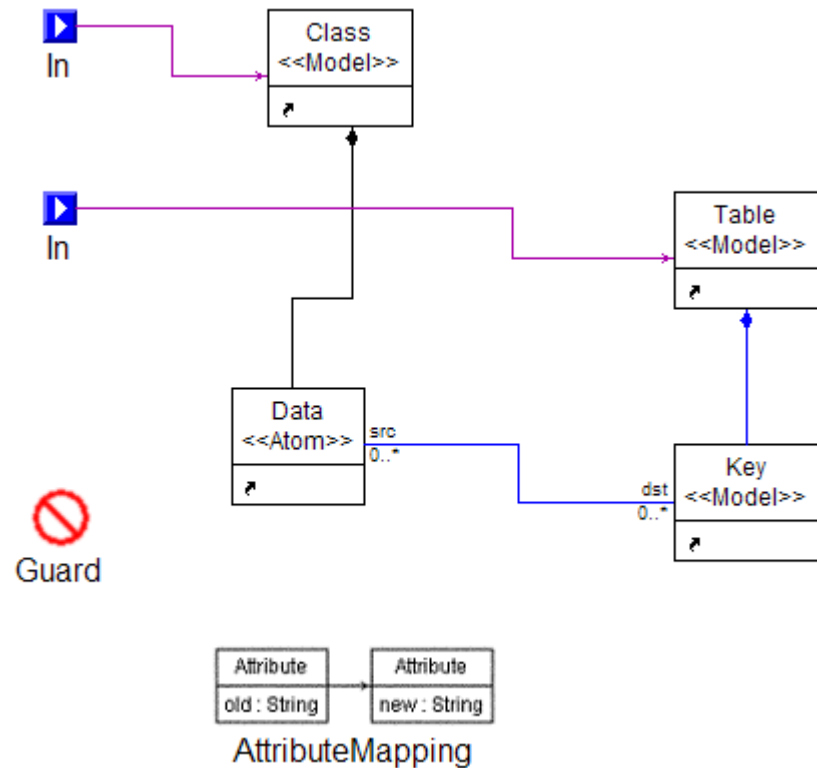 In
Class
<<Model>>
In
Table
<<Model>>
Data
<<Atom>>
src
0..*
Key
<<Model>>
dst
0..*
Guard
Attribute
old : String
Attribute
new : String
AttributeMapping